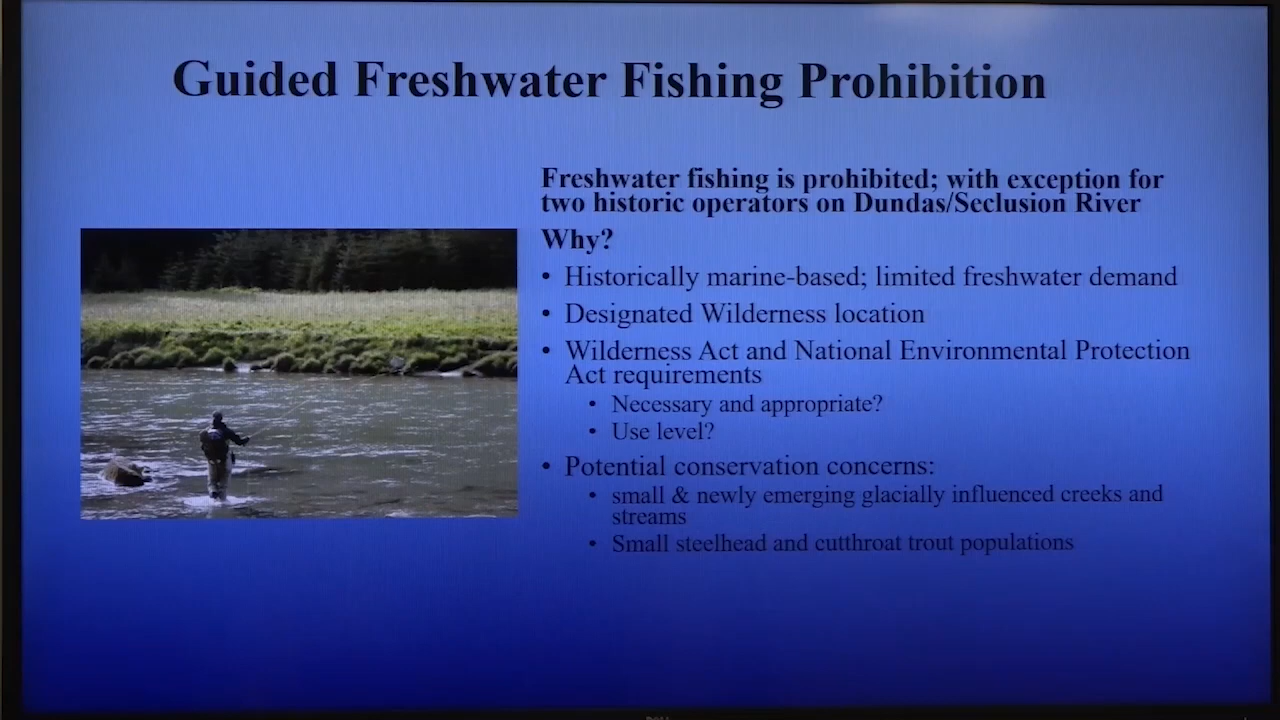 Guided Freshwater Fishing Prohibition
Freshwater fishing is prohibited; with exception for
two historic operators on Dundas/Seclusion River
Why?
• Historically marine-based; limited freshwater demand
• Designated Wilderness location
• Wilderness Act and National Environmental Protection
Act requirements
• Necessary and appropriate?
• Use level?
• Potential conservation concerns:
• small & newly emerging glacially influenced creeks and
streams
• Small steelhead and cutthroat trout populations